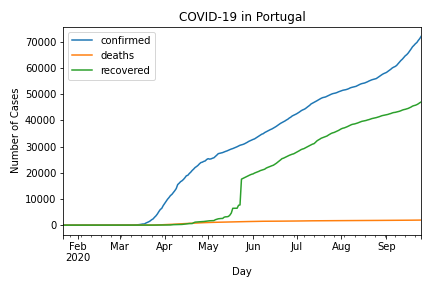 COVID-19 in Portugal
confirmed
deaths
recovered
70000
60000
50000
40000
30000
20000
10000
0
Number of Cases
Feb Mar Apr May Jun Jul Aug Sep
2020
Day